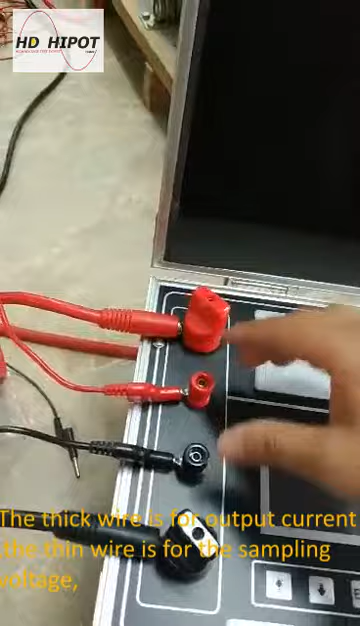 HD HIPOT
The thick wire is for output current
,the thin wire is for the sampling
voltage,